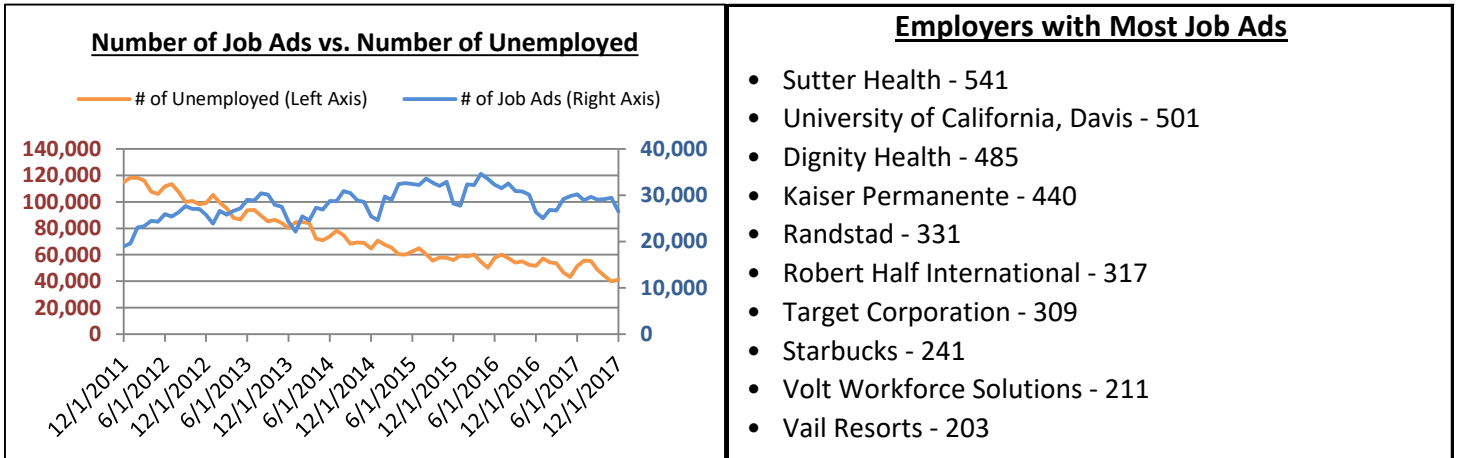 Number of Job Ads vs. Number of Unemployed
# of Unemployed (Left Axis) # of Job Ads (Right Axis)
140,000
120,000
100,000
80,000
60,000
40,000
20,000
0
40,000
30,000
20,000
10,000
0
12/1/2011
6/1/2012
12/1/2012
6/1/2013
12/1/2013
6/1/2014
12/1/2014
6/1/2015
12/1/2015
6/1/2016
12/1/2016
6/1/2017
12/1/2017
Employers with Most Job Ads
• Sutter Health - 541
• University of California, Davis - 501
• Dignity Health - 485
• Kaiser Permanente - 440
• Randstad - 331
• Robert Half International - 317
• Target Corporation - 309
• Starbucks - 241
• Volt Workforce Solutions - 211
• Vail Resorts - 203